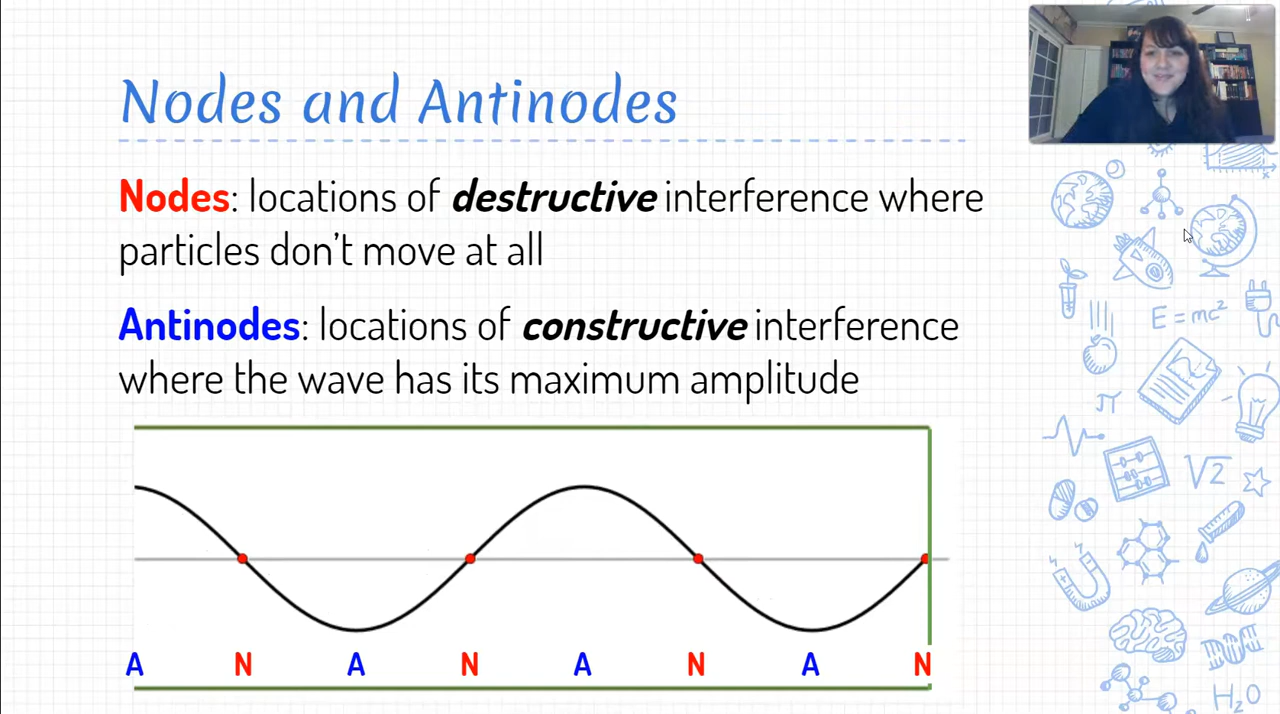 Nodes and Antinodes
Nodes: locations of destructive interference where
particles don't move at all
Antinodes: locations of constructive interference
where the wave has its maximum amplitude
A N A N A N A N
E = mc²
π
√2
H₂O